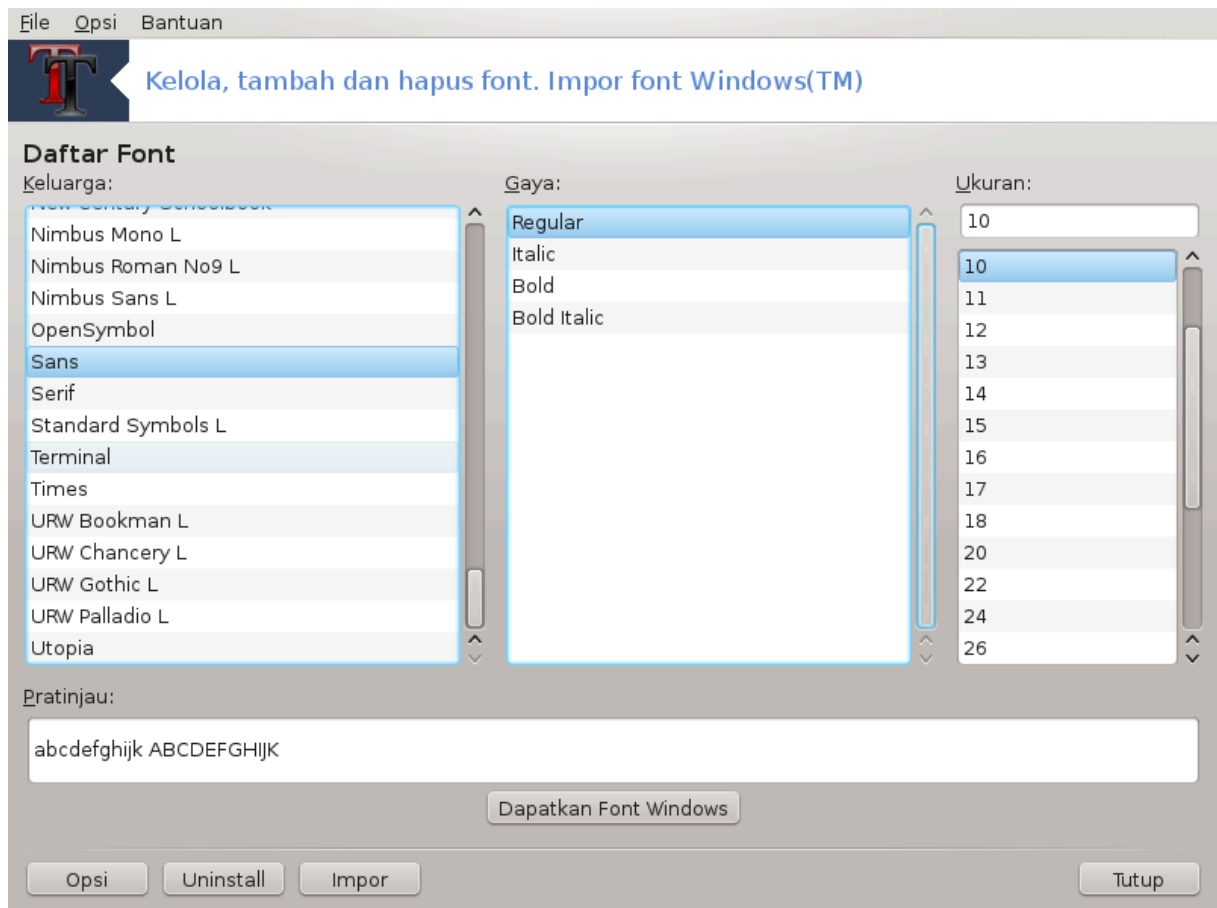 File Opsi Bantuan
Kelola, tambah dan hapus font. Impor font Windows(TM)
Daftar Font
Keluarga:
New Century Schoolbook
Nimbus Mono L
Nimbus Roman No9 L
Nimbus Sans L
OpenSymbol
Sans
Serif
Standard Symbols L
Terminal
Times
URW Bookman L
URW Chancery L
URW Gothic L
URW Palladio L
Utopia
Gaya:
Regular
Italic
Bold
Bold Italic
Ukuran:
10
10
11
12
13
14
15
16
17
18
20
22
24
26
Pratinjau:
abcdefghijk ABCDEFGHIJK
Dapatkan Font Windows
Opsi Uninstall Impor Tutup